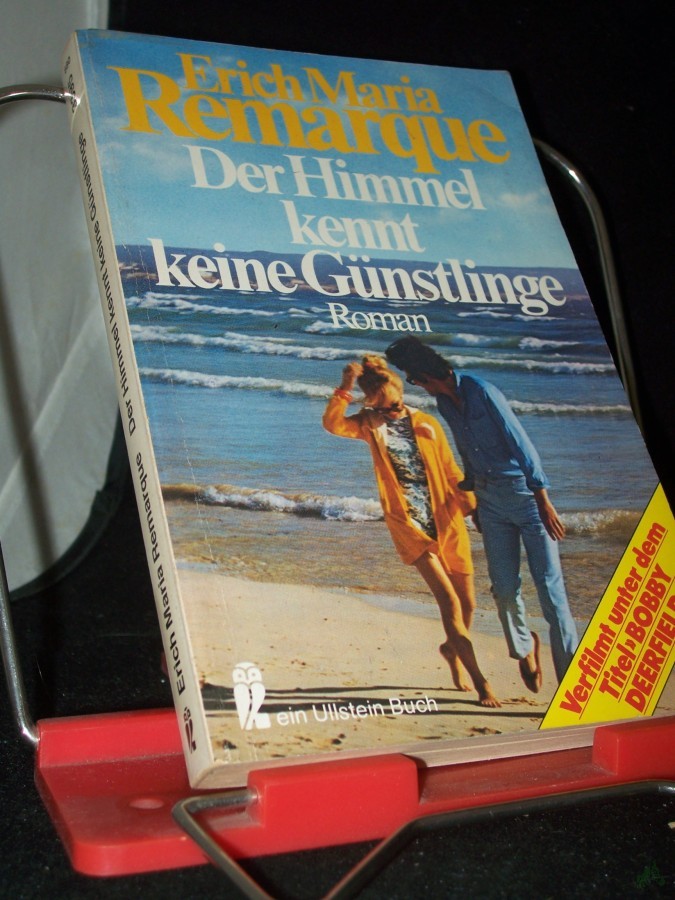 Erich Maria
Remarque
Der Himmel
kennt
keine Günstlinge
Roman
Verfilmt unter dem
Titel »BOBBY
DEERFIELD
ein Ullstein Buch
Erich Maria Remarque Der Himmel kennt keine Günstlinge